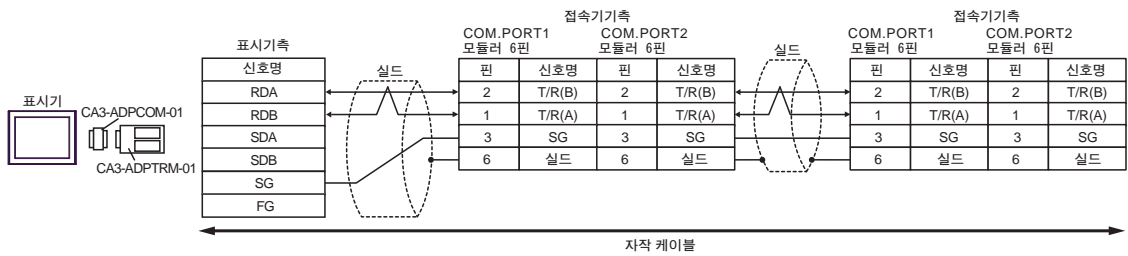 접속기기측
접속기기측
COM.PORT1 COM.PORT2
모듈러 6핀 모듈러 6핀
COM.PORT1 COM.PORT2
모듈러 6핀 모듈러 6핀
표시기측
실드
실드
신호명
핀 신호명 핀 신호명
핀 신호명 핀 신호명
RDA
2 T/R(B) 2 T/R(B)
2 T/R(B) 2 T/R(B)
표시기
CA3-ADPCOM-01
RDB
1 T/R(A) 1 T/R(A)
1 T/R(A) 1 T/R(A)
SDA
3 SG 3 SG
3 SG 3 SG
CA3-ADPTRM-01
SDB
6 실드 6 실드
6 실드 6 실드
SG
FG
자작 케이블